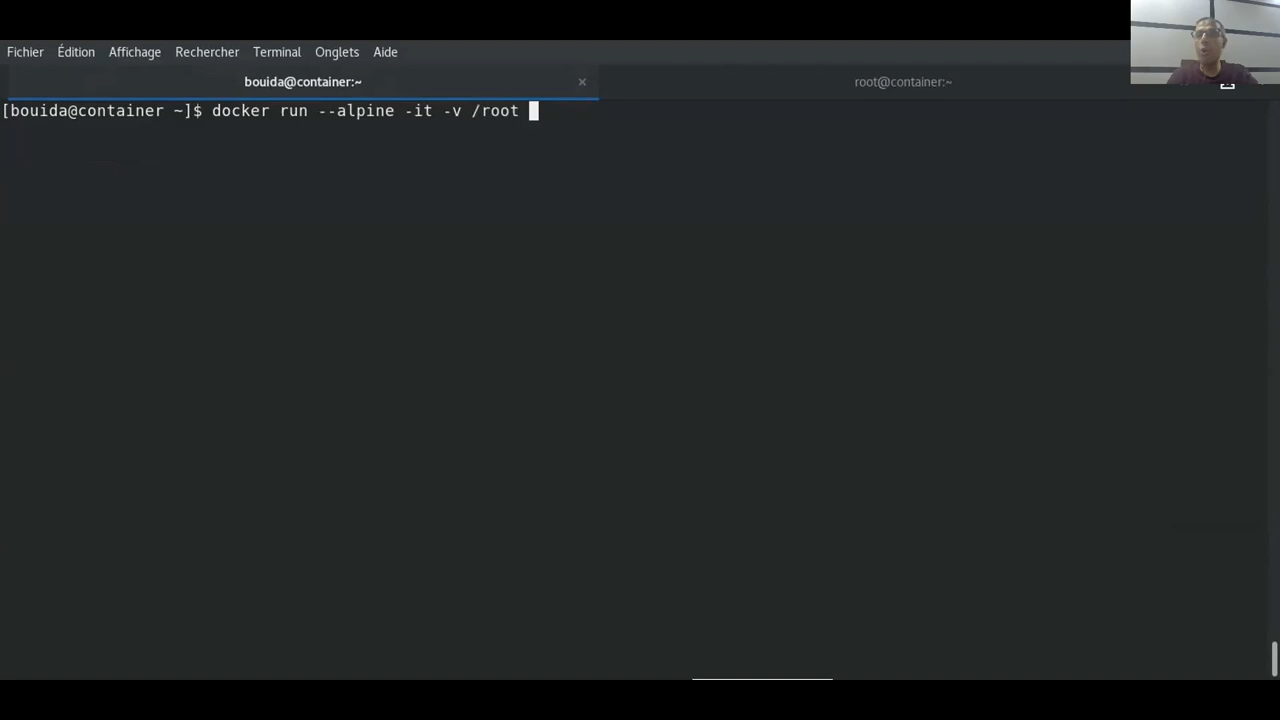 Fichier Édition Affichage Rechercher Terminal Onglets Aide
bouida@container:~ × root@container:~
[bouida@container ~]$ docker run --alpine -it -v /root